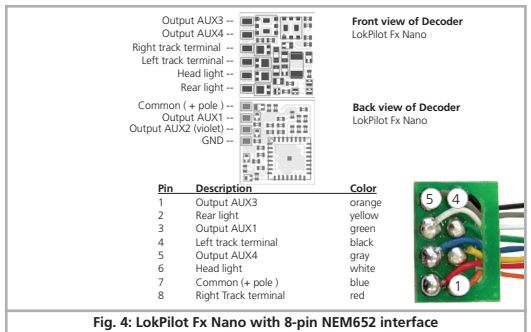 Output AUX3 --
Output AUX4 --
Right track terminal --
Left track terminal --
Head light --
Rear light --
Front view of Decoder
LokPilot Fx Nano
Common ( + pole ) --
Output AUX1 --
Output AUX2 (violet) --
GND --
Back view of Decoder
LokPilot Fx Nano
Pin Description Color
1 Output AUX3 orange
2 Rear light yellow
3 Output AUX1 green
4 Left track terminal black
5 Output AUX4 gray
6 Head light white
7 Common (+ pole ) blue
8 Right Track terminal red
5 4
1
Fig. 4: LokPilot Fx Nano with 8-pin NEM652 interface